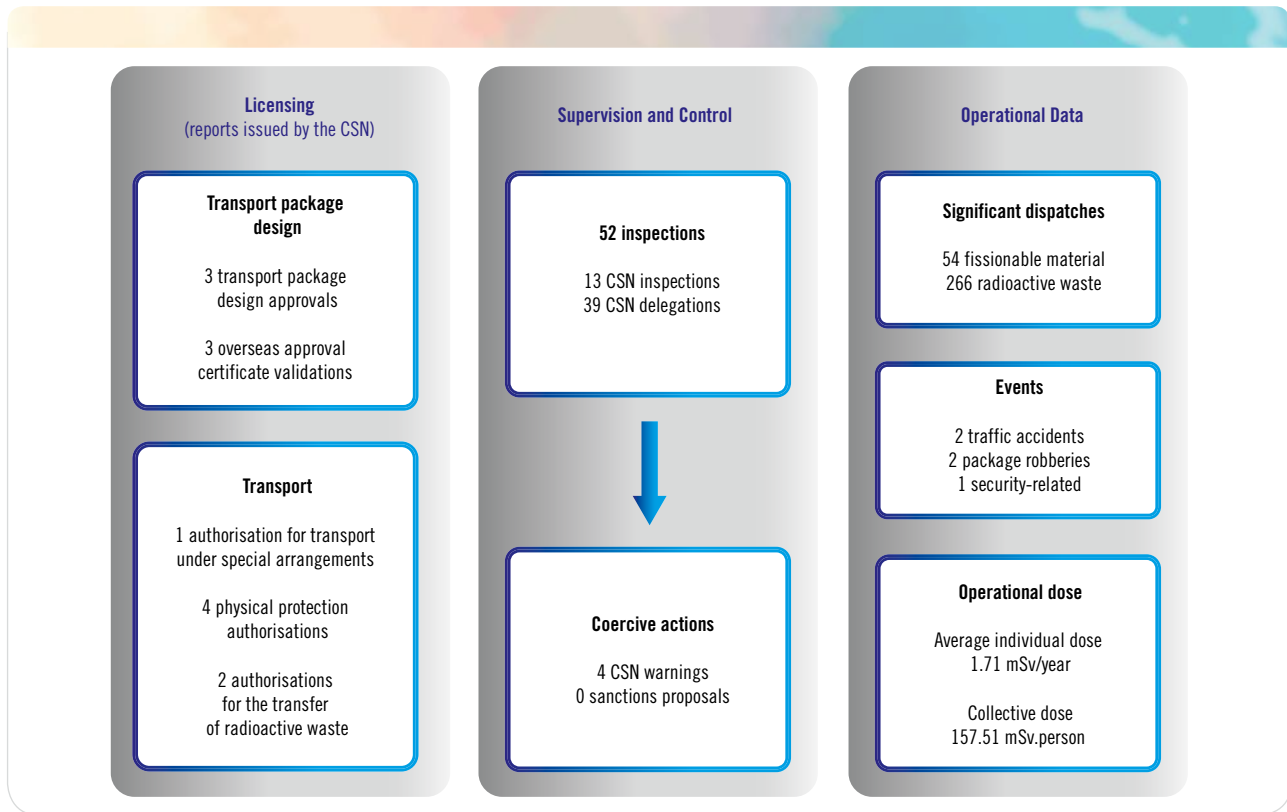 Licensing
(reports issued by the CSN)
Transport package
design
3 transport package
design approvals
3 overseas approval
certificate validations
Transport
1 authorisation for transport
under special arrangements
4 physical protection
authorisations
2 authorisations
for the transfer
of radioactive waste
Supervision and Control
52 inspections
13 CSN inspections
39 CSN delegations
Coercive actions
4 CSN warnings
0 sanctions proposals
Operational Data
Significant dispatches
54 fissionable material
266 radioactive waste
Events
2 traffic accidents
2 package robberies
1 security-related
Operational dose
Average individual dose
1.71 mSv/year
Collective dose
157.51 mSv.person